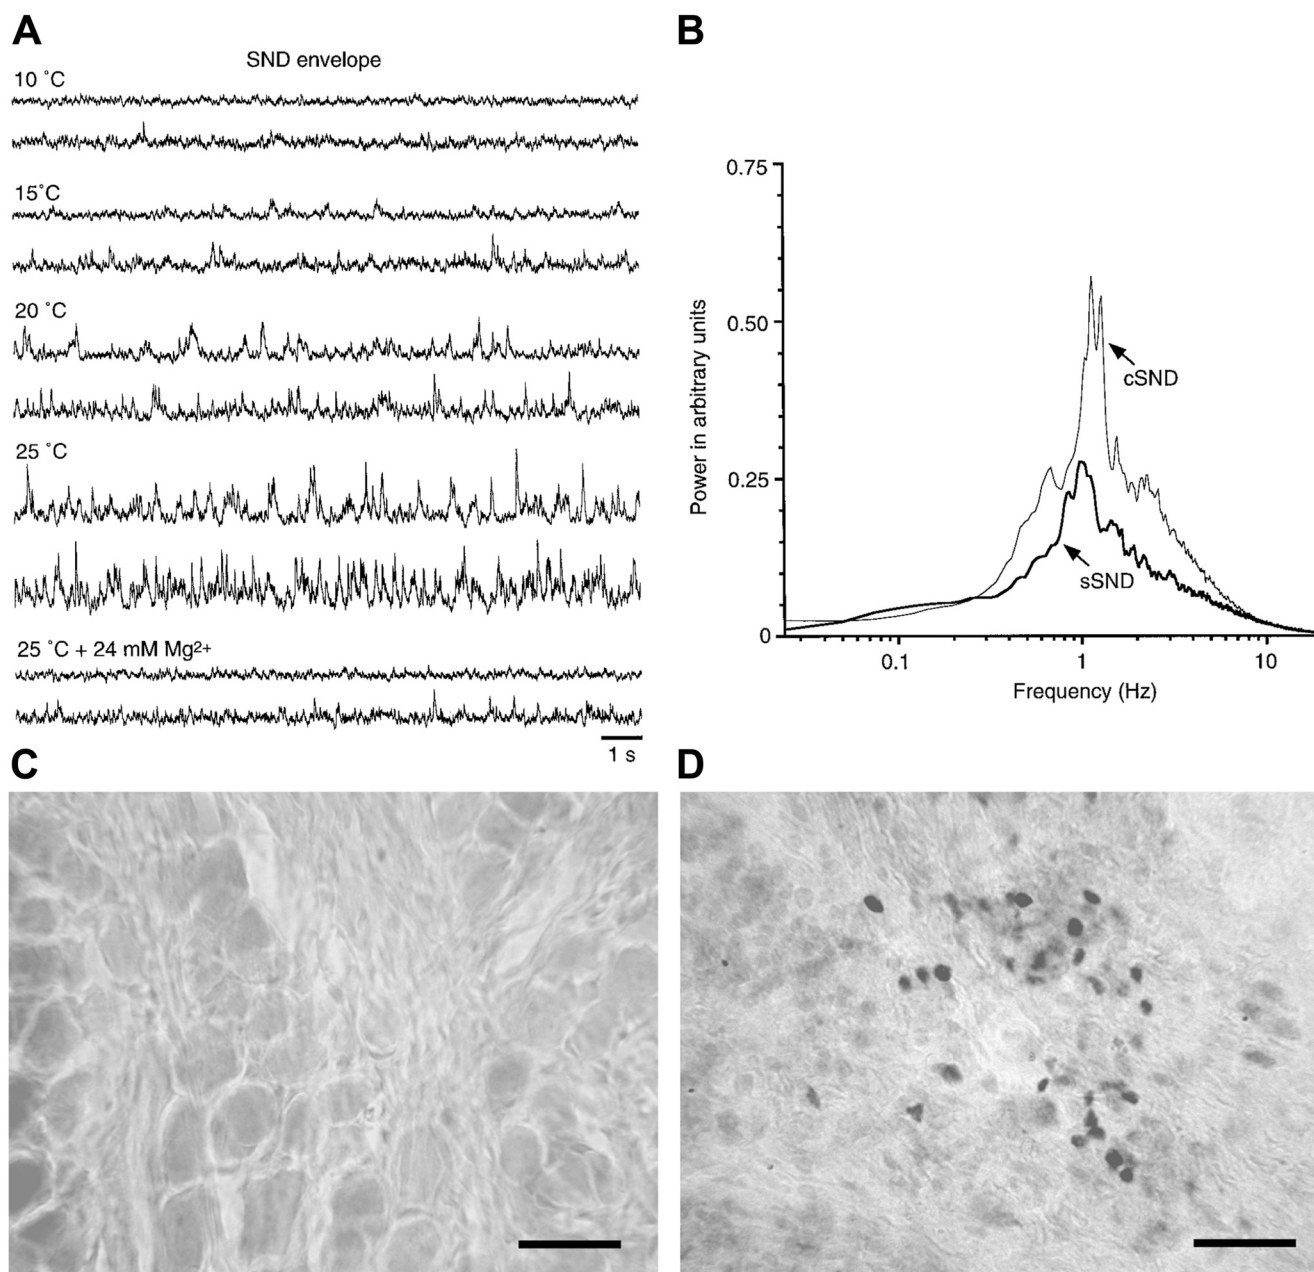 A
SND envelope
10 ˚C
15˚C
20 ˚C
25 ˚C
25 ˚C + 24 mM Mg2+
1 s
B
0.75
0.50
0.25
0
Power in arbitrary units
cSND
sSND
0.1
1
10
Frequency (Hz)
C
D